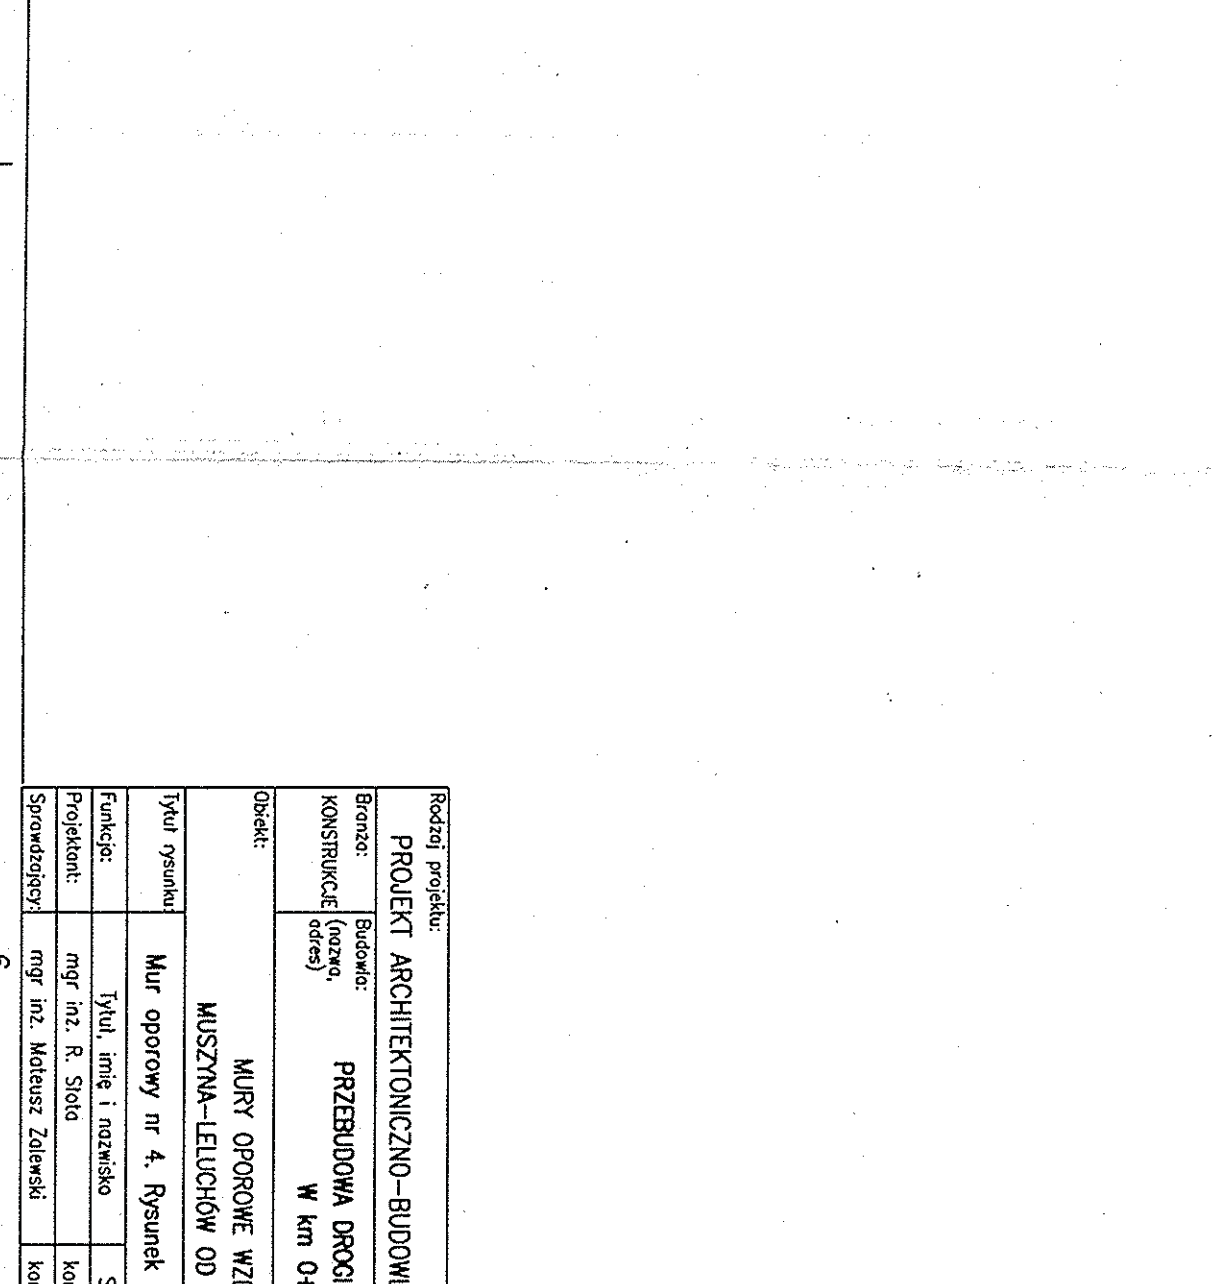 Rodzaj projektu:
PROJEKT ARCHITEKTONICZNO-BUDOWL
Branża:
KONSTRUKCJE
Budowla:
(nazwa,
adres)
PRZEBUDOWA DROGI
W km 0+
Obiekt:
MURY OPOROWE
MUSZYNA-LELUCHÓW OD
Tytuł rysunku:
Mur oporowy nr 4. Rysunek
Funkcja:
Tytuł, imię i nazwisko
Projektant:
mgr inż. R. Słota
Sprawdzający:
mgr inż. Mateusz Zalewski